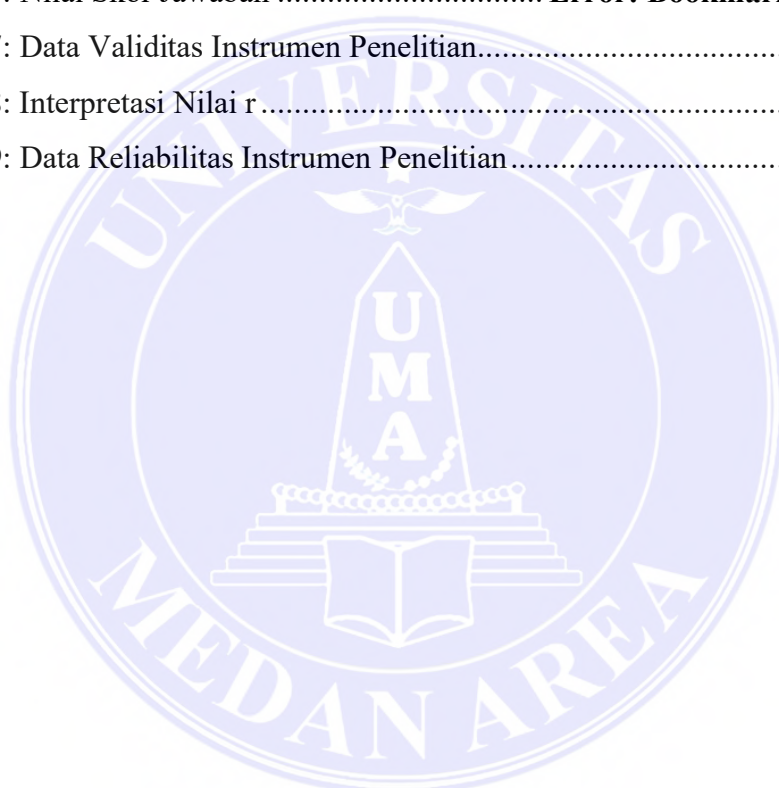 : Nilai Skor Jawaban ................................ Error! Bookmark
: Data Validitas Instrumen Penelitian.....................................
: Interpretasi Nilai r ...............................................................
: Data Reliabilitas Instrumen Penelitian .................................
UNIVERSITAS
UMA
MEDAN AREA